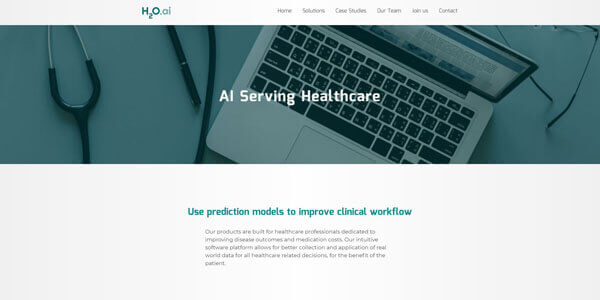 H2O.ai
Home Solutions Case Studies Our Team Join us Contact
AI Serving Healthcare
Use prediction models to improve clinical workflow
Our products are built for healthcare professionals dedicated to
improving disease outcomes and medication costs. Our intuitive
software platform allows for better collection and application of real
world data for all healthcare related decisions, for the benefit of the
patient.